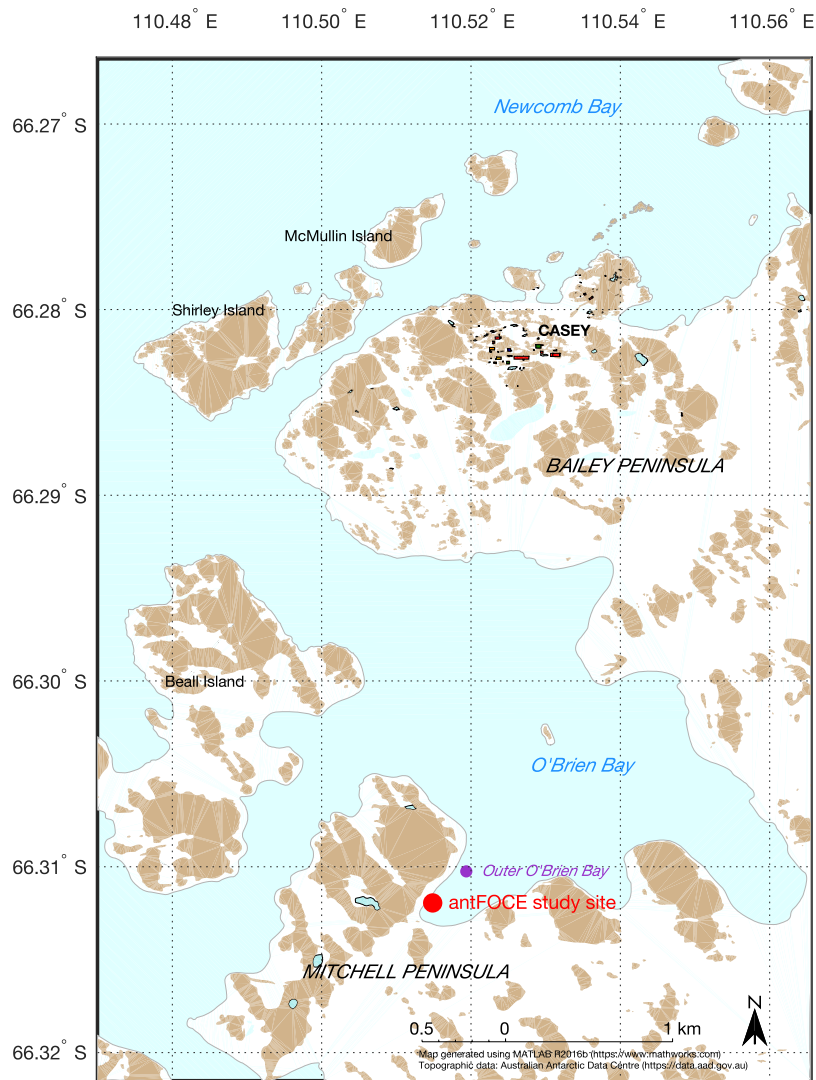 110.48° E 110.50° E 110.52° E 110.54° E 110.56° E
Newcomb Bay
66.27° S
McMullin Island
66.28° S
Shirley Island
CASEY
BAILEY PENINSULA
66.29° S
66.30° S
Beall Island
O'Brien Bay
66.31° S
Outer O'Brien Bay
antFOCE study site
MITCHELL PENINSULA
N
0.5 0 1 km
66.32° S
Map generated using MATLAB R2016b (https://www.mathworks.com)
Topographic data: Australian Antarctic Data Centre (https://data.aad.gov.au)